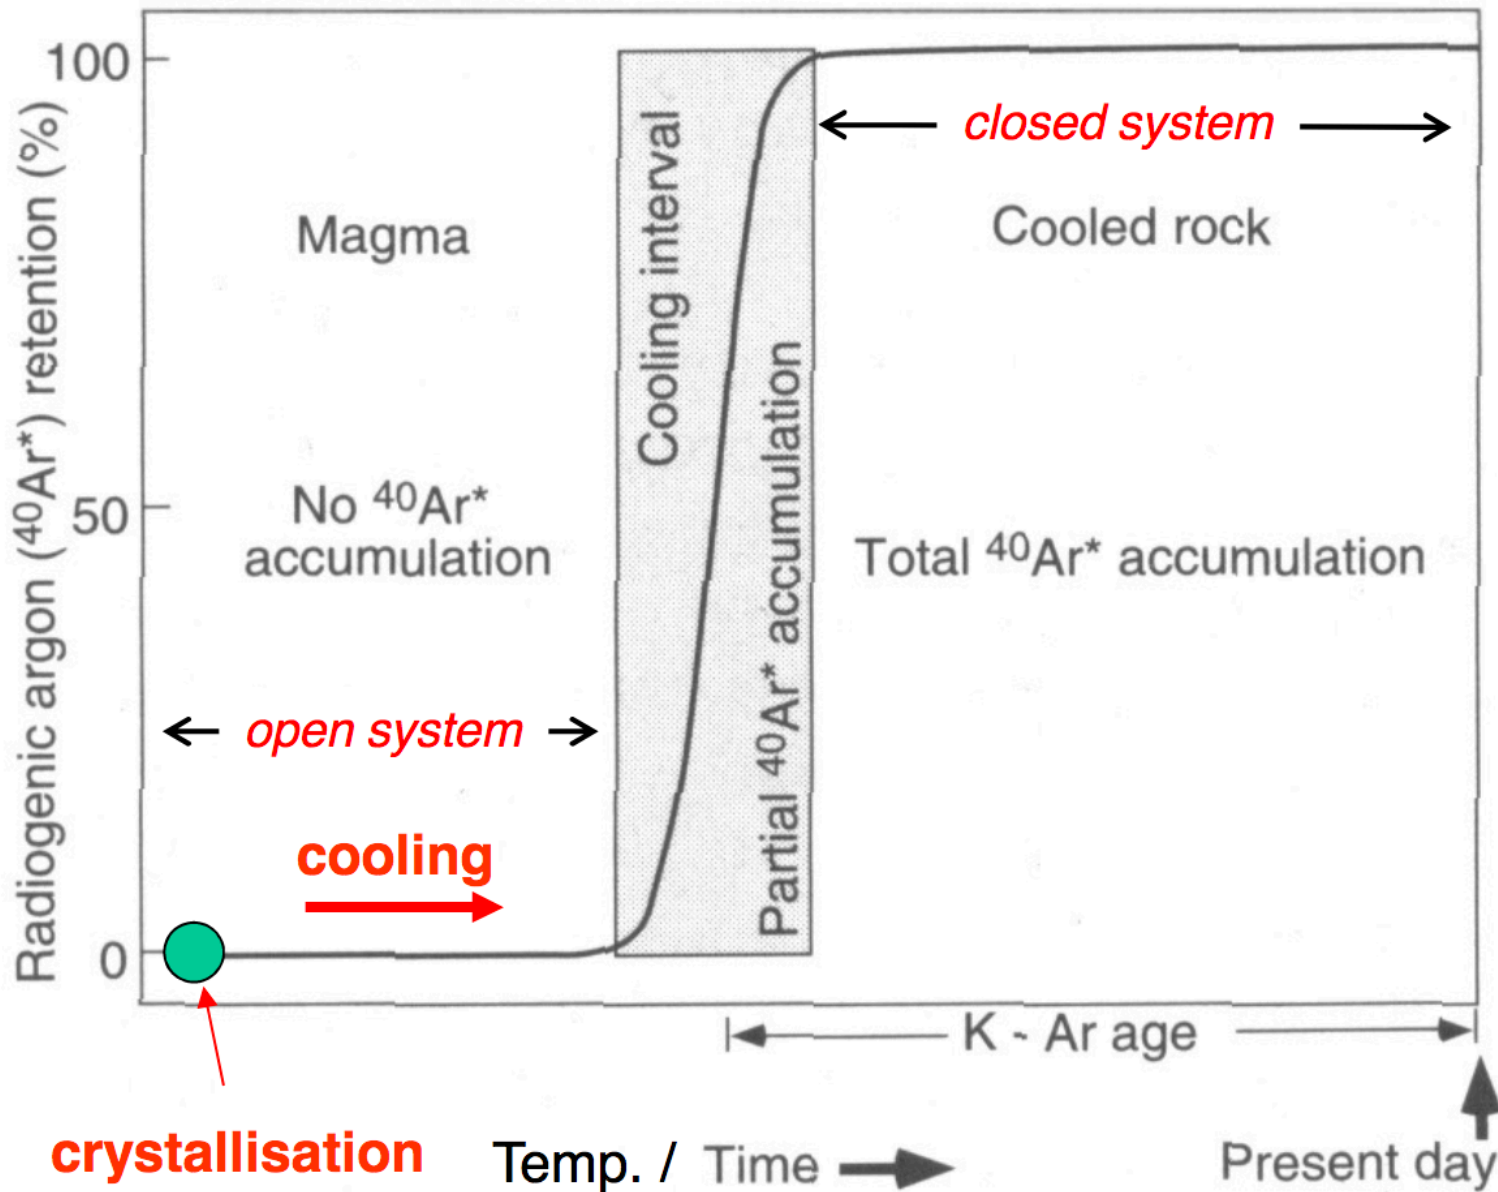 Radiogenic argon (⁴⁰Ar*) retention (%)
100
50
0
Magma
No ⁴⁰Ar*
accumulation
open system
cooling
Cooling interval
Partial ⁴⁰Ar* accumulation
closed system
Cooled rock
Total ⁴⁰Ar* accumulation
K - Ar age
crystallisation
Temp. / Time
Present day